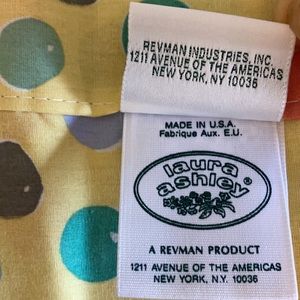 REVMAN INDUSTRIES, INC.
1211 AVENUE OF THE AMERICAS
NEW YORK, NY 10036
MADE IN U.S.A.
Fabrique Aux. E.U.
laura
ashley®
A REVMAN PRODUCT
1211 AVENUE OF THE AMERICAS
NEW YORK, N.Y. 10036